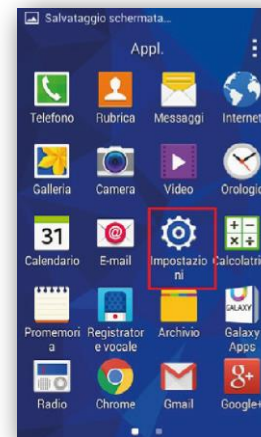 Salvataggio schermata...
Appl.
Telefono Rubrica Messaggi Internet
Galleria Camera Video Orologio
31
Calendario E-mail Impostazio
ni Calcolatri
Promemori
a Registrator
e vocale Archivio GALAXY
Galaxy
Apps
8+
Radio Chrome Gmail Google+